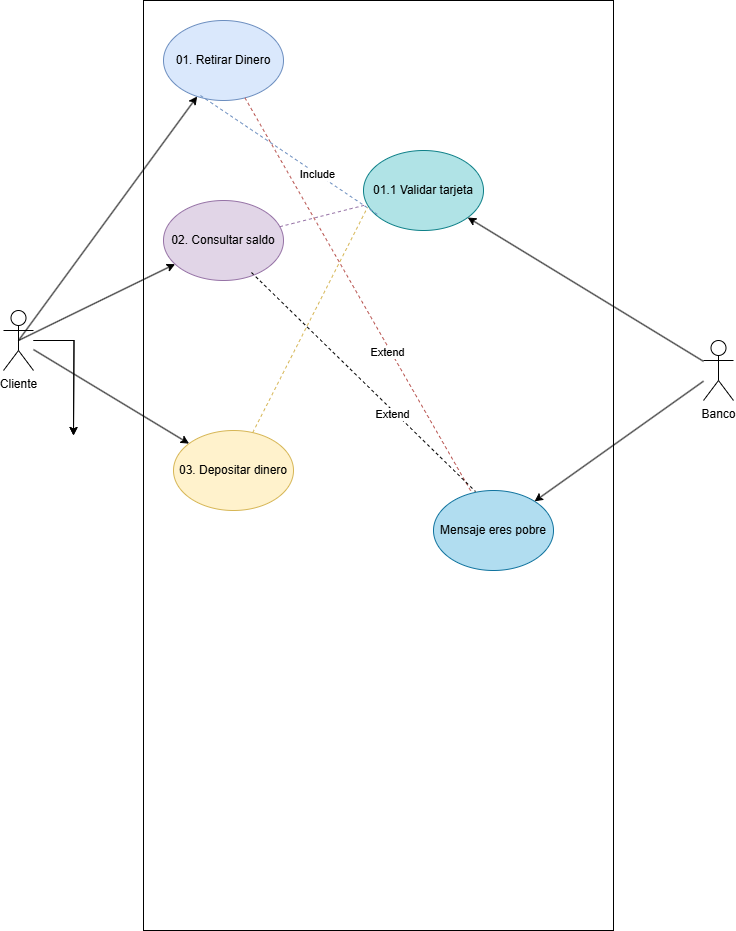 01. Retirar Dinero
Include
01.1 Validar tarjeta
02. Consultar saldo
Extend
Cliente
Extend
Banco
03. Depositar dinero
Mensaje eres pobre